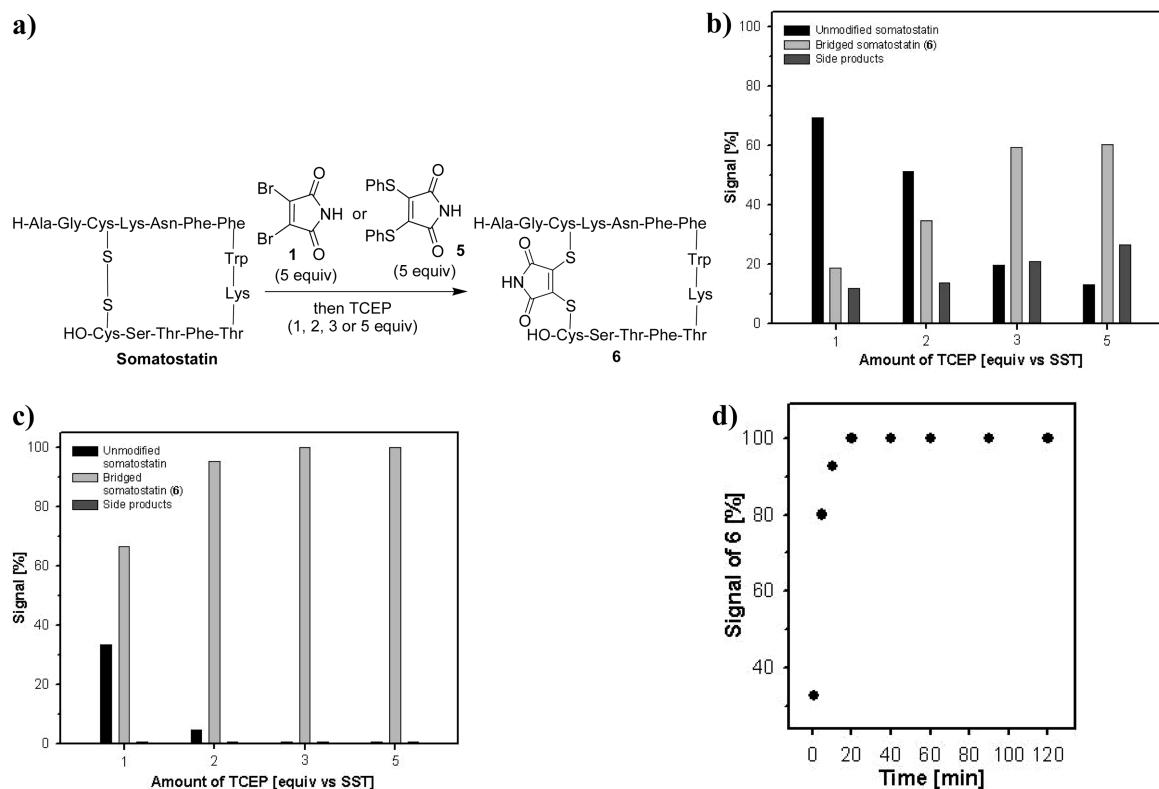 a)
Br
Br
O
NH
O
1
(5 equiv)
or
PhS
PhS
O
NH
O
5
(5 equiv)
then TCEP
(1, 2, 3 or 5 equiv)
H-Ala-Gly-Cys-Lys-Asn-Phe-Phe
S
S
Trp
Lys
HO-Cys-Ser-Thr-Phe-Thr
Somatostatin
H-Ala-Gly-Cys-Lys-Asn-Phe-Phe
O
S
HN
S
O
Trp
Lys
HO-Cys-Ser-Thr-Phe-Thr
6
b)
Unmodified somatostatin
Bridged somatostatin (6)
Side products
Signal [%]
100
80
60
40
20
0
1 2 3 5
Amount of TCEP [equiv vs SST]
c)
Unmodified
somatostatin
Bridged
somatostatin (6)
Side products
Signal [%]
100
80
60
40
20
0
1 2 3 5
Amount of TCEP [equiv vs SST]
d)
Signal of 6 [%]
100
80
60
40
0 20 40 60 80 100 120
Time [min]